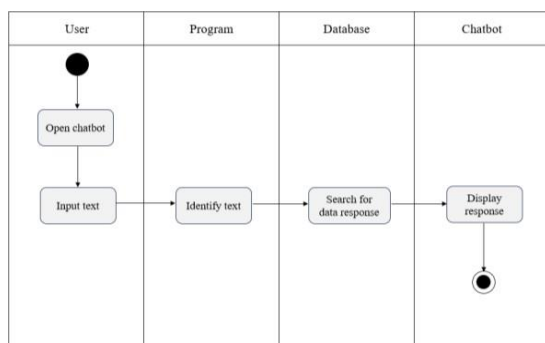 User
Program
Database
Chatbot
Open chatbot
Input text
Identify text
Search for
data response
Display
response